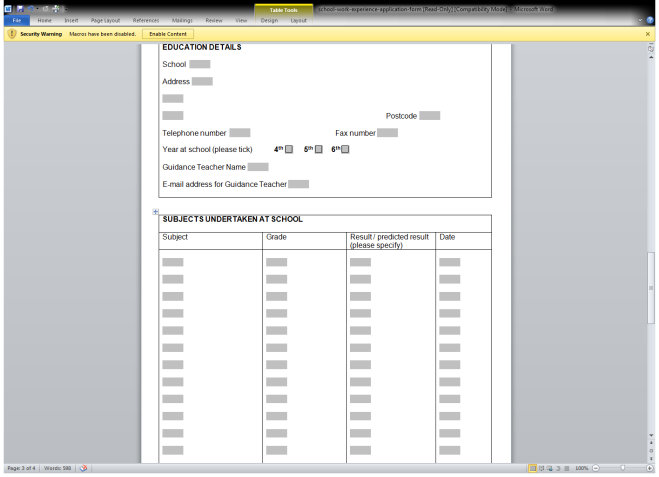 Table Tools
school-work-experience-application-form [Read-Only] [Compatibility Mode] - Microsoft Word
File Home Insert Page Layout References Mailings Review View Design Layout
Security Warning Macros have been disabled. Enable Content
EDUCATION DETAILS
School
Address
Postcode
Telephone number Fax number
Year at school (please tick) 4th 5th 6th
Guidance Teacher Name
E-mail address for Guidance Teacher
SUBJECTS UNDERTAKEN AT SCHOOL
Subject Grade Result / predicted result Date
(please specify)
Page: 3 of 4 Words: 598 100%